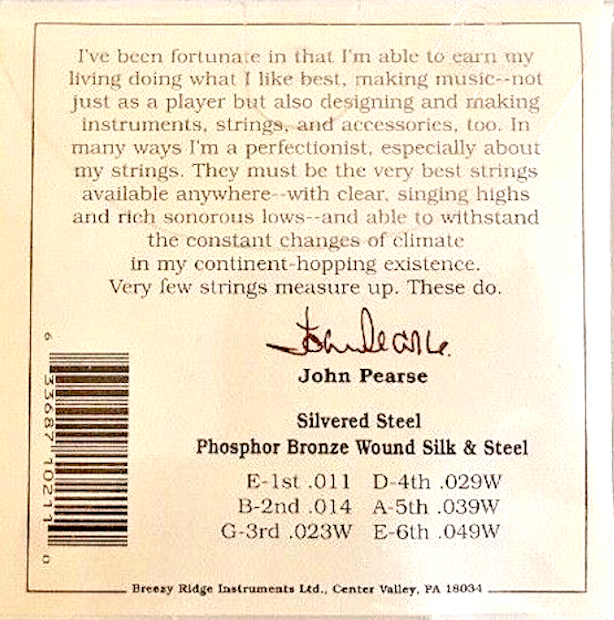 I've been fortunate in that I'm able to earn my
living doing what I like best, making music--not
just as a player but also designing and making
instruments, strings, and accessories, too. In
many ways I'm a perfectionist, especially about
my strings. They must be the very best strings
available anywhere--with clear, singing highs
and rich sonorous lows--and able to withstand
the constant changes of climate
in my continent-hopping existence.
Very few strings measure up. These do.
John Pearse.
John Pearse
Silvered Steel
Phosphor Bronze Wound Silk & Steel
E-1st .011 D-4th .029W
B-2nd .014 A-5th .039W
G-3rd .023W E-6th .049W
6 33687 10211 0
Breezy Ridge Instruments Ltd., Center Valley, PA 18034